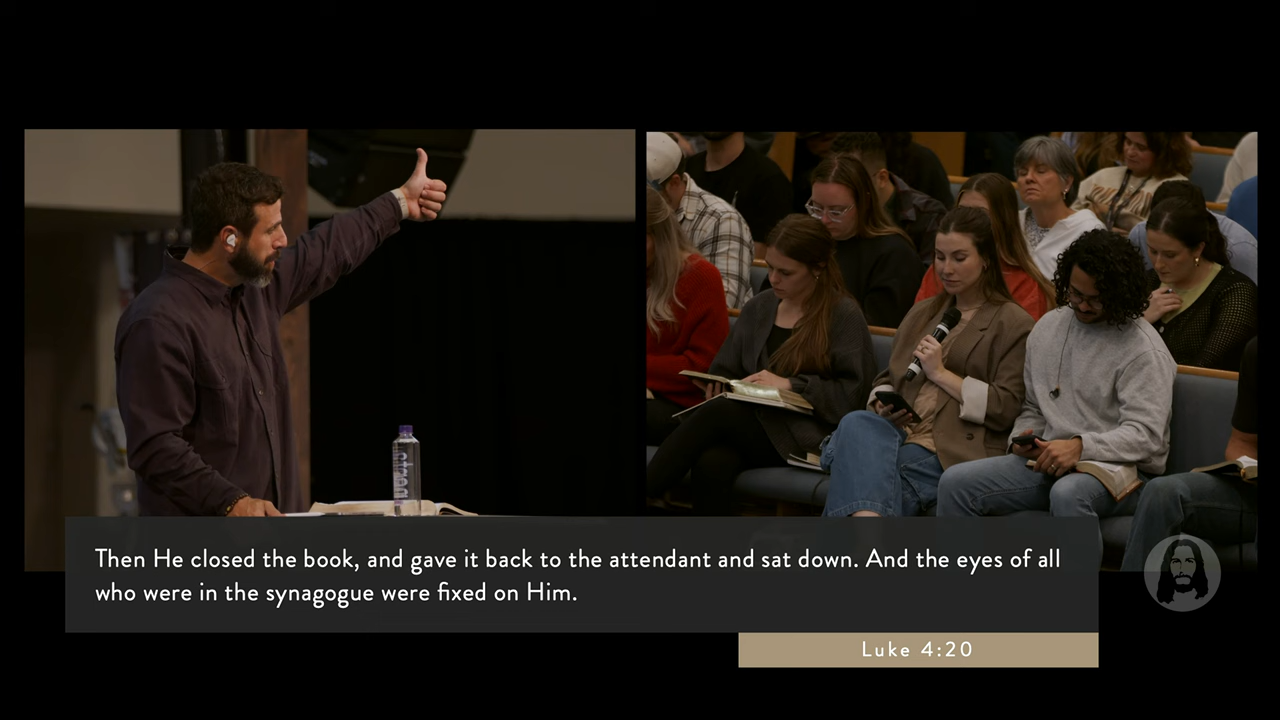 Then He closed the book, and gave it back to the attendant and sat down. And the eyes of all
who were in the synagogue were fixed on Him.
Luke 4:20